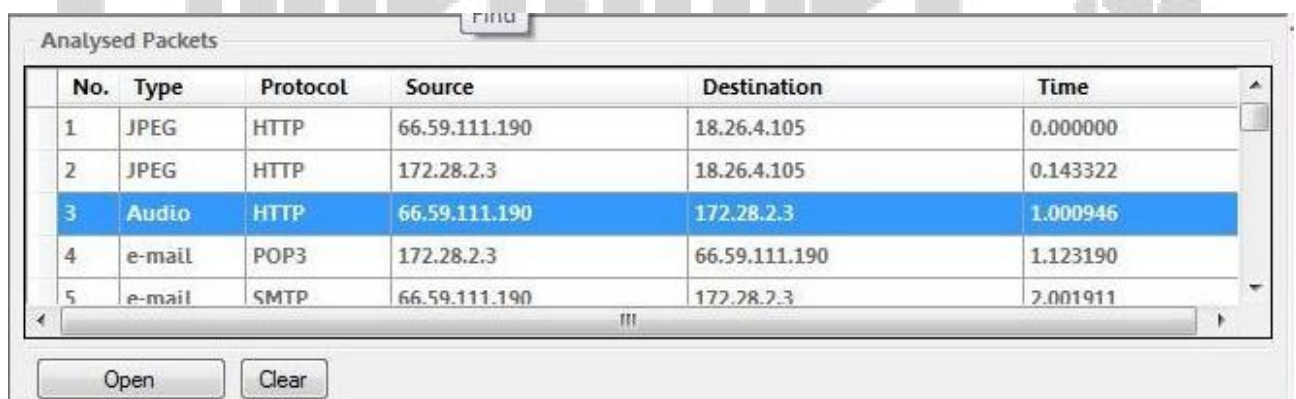 Find
Analysed Packets
No. Type Protocol Source Destination Time
1 JPEG HTTP 66.59.111.190 18.26.4.105 0.000000
2 JPEG HTTP 172.28.2.3 18.26.4.105 0.143322
3 Audio HTTP 66.59.111.190 172.28.2.3 1.000946
4 e-mail POP3 172.28.2.3 66.59.111.190 1.123190
5 e-mail SMTP 66.59.111.190 172.28.2.3 2.001911
Open Clear